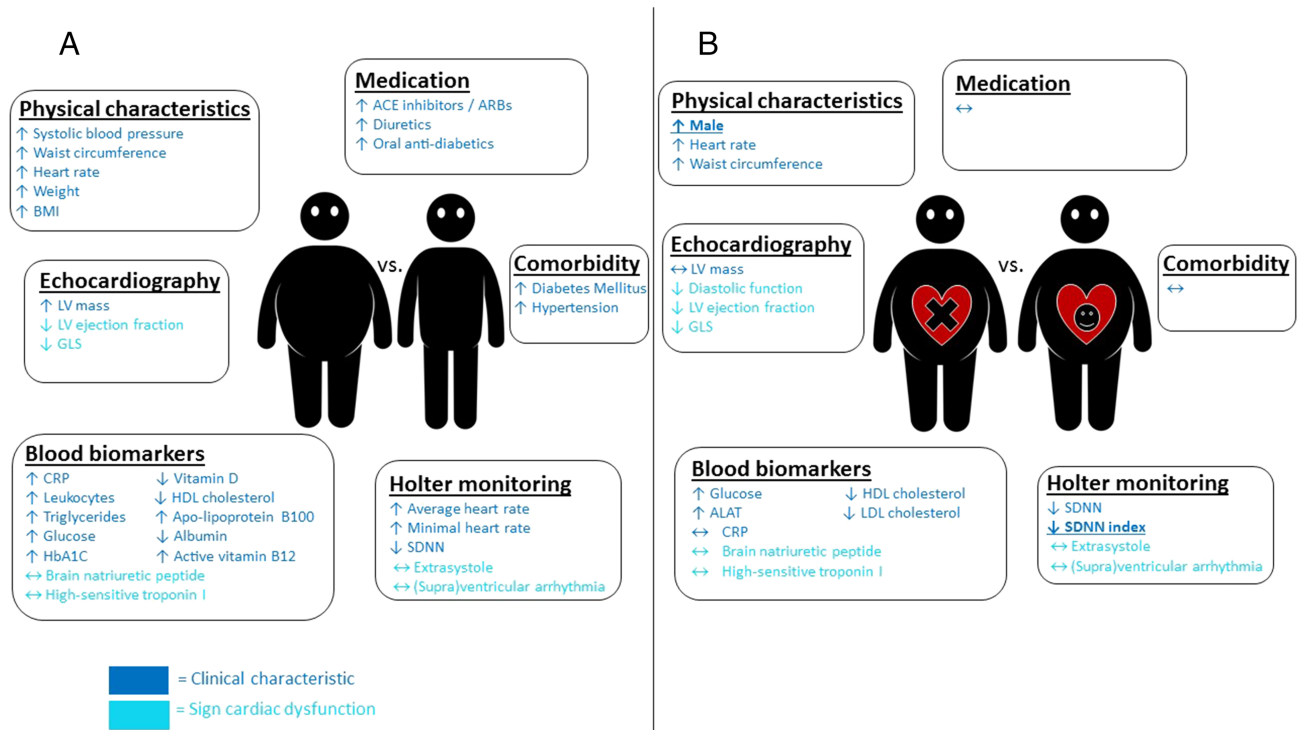 A
Physical characteristics
↑ Systolic blood pressure
↑ Waist circumference
↑ Heart rate
↑ Weight
↑ BMI
Medication
↑ ACE inhibitors / ARBs
↑ Diuretics
↑ Oral anti-diabetics
Echocardiography
↑ LV mass
↓ LV ejection fraction
↓ GLS
vs.
Comorbidity
↑ Diabetes Mellitus
↑ Hypertension
Blood biomarkers
↑ CRP
↑ Leukocytes
↑ Triglycerides
↑ Glucose
↑ HbA1C
↓ Vitamin D
↓ HDL cholesterol
↑ Apo-lipoprotein B100
↓ Albumin
↑ Active vitamin B12
↔ Brain natriuretic peptide
↔ High-sensitive troponin I
Holter monitoring
↑ Average heart rate
↑ Minimal heart rate
↓ SDNN
↔ Extrasystole
↔ (Supra)ventricular arrhythmia
= Clinical characteristic
= Sign cardiac dysfunction
B
Physical characteristics
↑ Male
↑ Heart rate
↑ Waist circumference
Medication
↔
Echocardiography
↔ LV mass
↓ Diastolic function
↓ LV ejection fraction
↓ GLS
vs.
Comorbidity
↔
Blood biomarkers
↑ Glucose
↑ ALAT
↔ CRP
↓ HDL cholesterol
↓ LDL cholesterol
↔ Brain natriuretic peptide
↔ High-sensitive troponin I
Holter monitoring
↓ SDNN
↓ SDNN index
↔ Extrasystole
↔ (Supra)ventricular arrhythmia